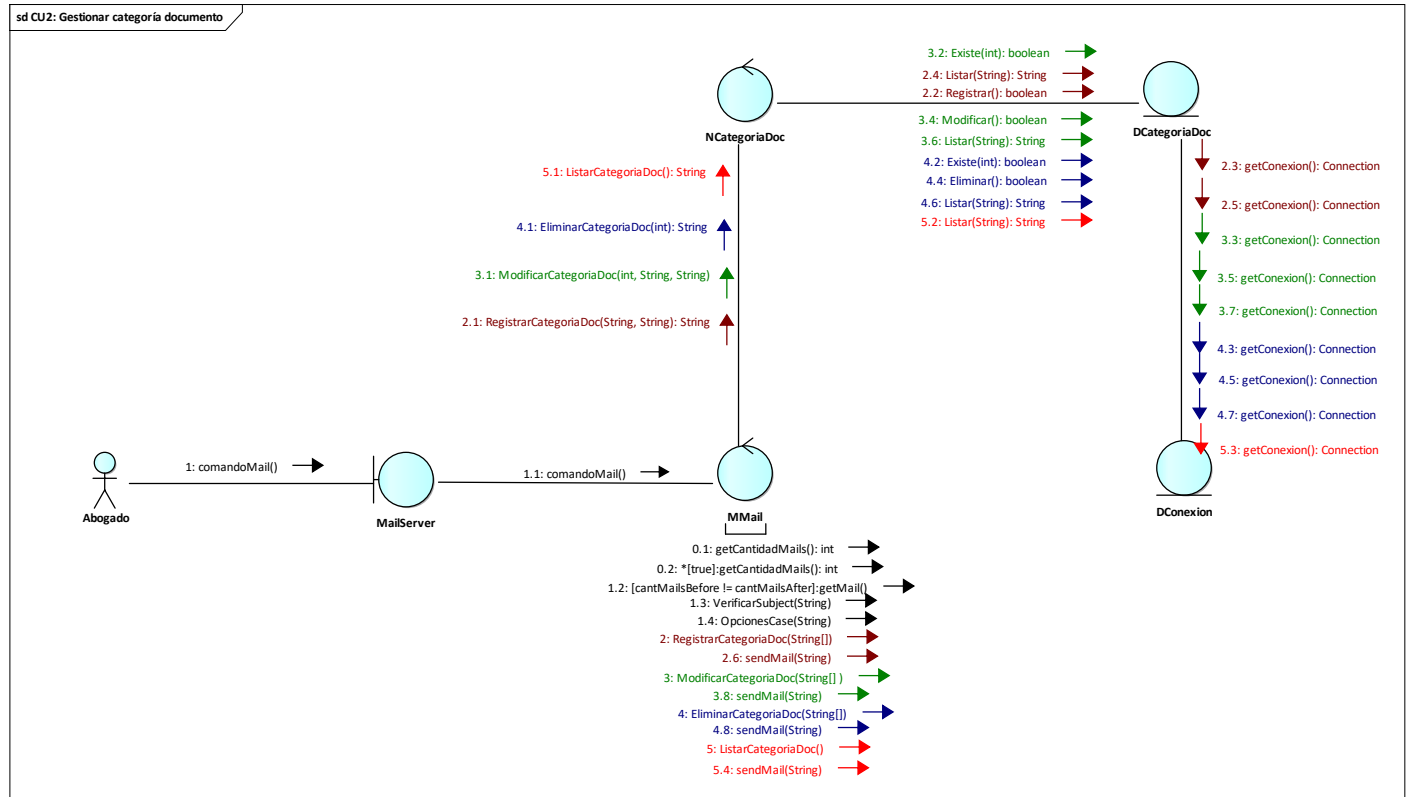 sd CU2: Gestionar categoría documento
3.2: Existe(int): boolean
2.4: Listar(String): String
2.2: Registrar(): boolean
3.4: Modificar(): boolean
3.6: Listar(String): String
4.2: Existe(int): boolean
4.4: Eliminar(): boolean
4.6: Listar(String): String
5.2: Listar(String): String
NCategoriaDoc
DCategoriaDoc
5.1: ListarCategoriaDoc(): String
4.1: EliminarCategoriaDoc(int): String
3.1: ModificarCategoriaDoc(int, String, String)
2.1: RegistrarCategoriaDoc(String, String): String
2.3: getConexion(): Connection
2.5: getConexion(): Connection
3.3: getConexion(): Connection
3.5: getConexion(): Connection
3.7: getConexion(): Connection
4.3: getConexion(): Connection
4.5: getConexion(): Connection
4.7: getConexion(): Connection
5.3: getConexion(): Connection
1: comandoMail()
1.1: comandoMail()
Abogado
MailServer
MMail
DConexion
0.1: getCantidadMails(): int
0.2: *[true]:getCantidadMails(): int
1.2: [cantMailsBefore != cantMailsAfter]:getMail()
1.3: VerificarSubject(String)
1.4: OpcionesCase(String)
2: RegistrarCategoriaDoc(String[])
2.6: sendMail(String)
3: ModificarCategoriaDoc(String[] )
3.8: sendMail(String)
4: EliminarCategoriaDoc(String[])
4.8: sendMail(String)
5: ListarCategoriaDoc()
5.4: sendMail(String)